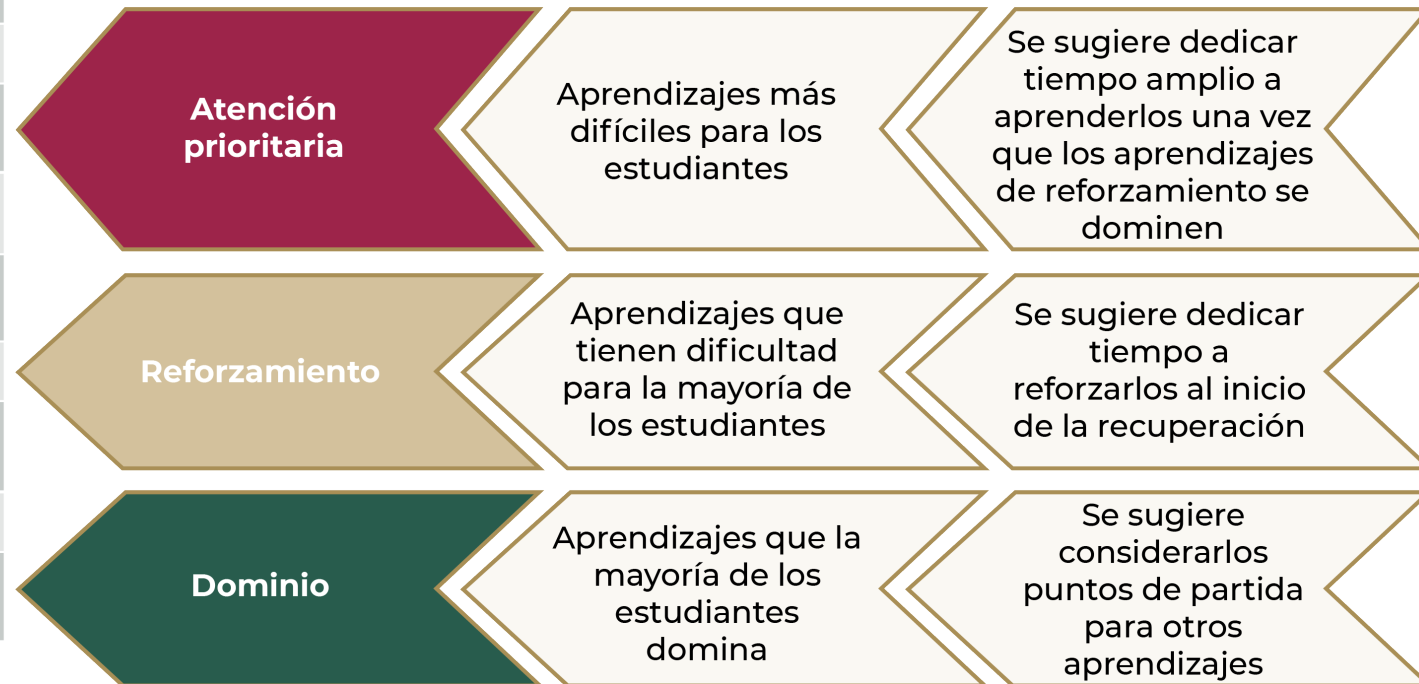 Atención
prioritaria
Aprendizajes más
difíciles para los
estudiantes
Se sugiere dedicar
tiempo amplio a
aprenderlos una vez
que los aprendizajes
de reforzamiento se
dominen
Reforzamiento
Aprendizajes que
tienen dificultad
para la mayoría de
los estudiantes
Se sugiere dedicar
tiempo a
reforzarlos al inicio
de la recuperación
Dominio
Aprendizajes que la
mayoría de los
estudiantes
domina
Se sugiere
considerarlos
puntos de partida
para otros
aprendizajes